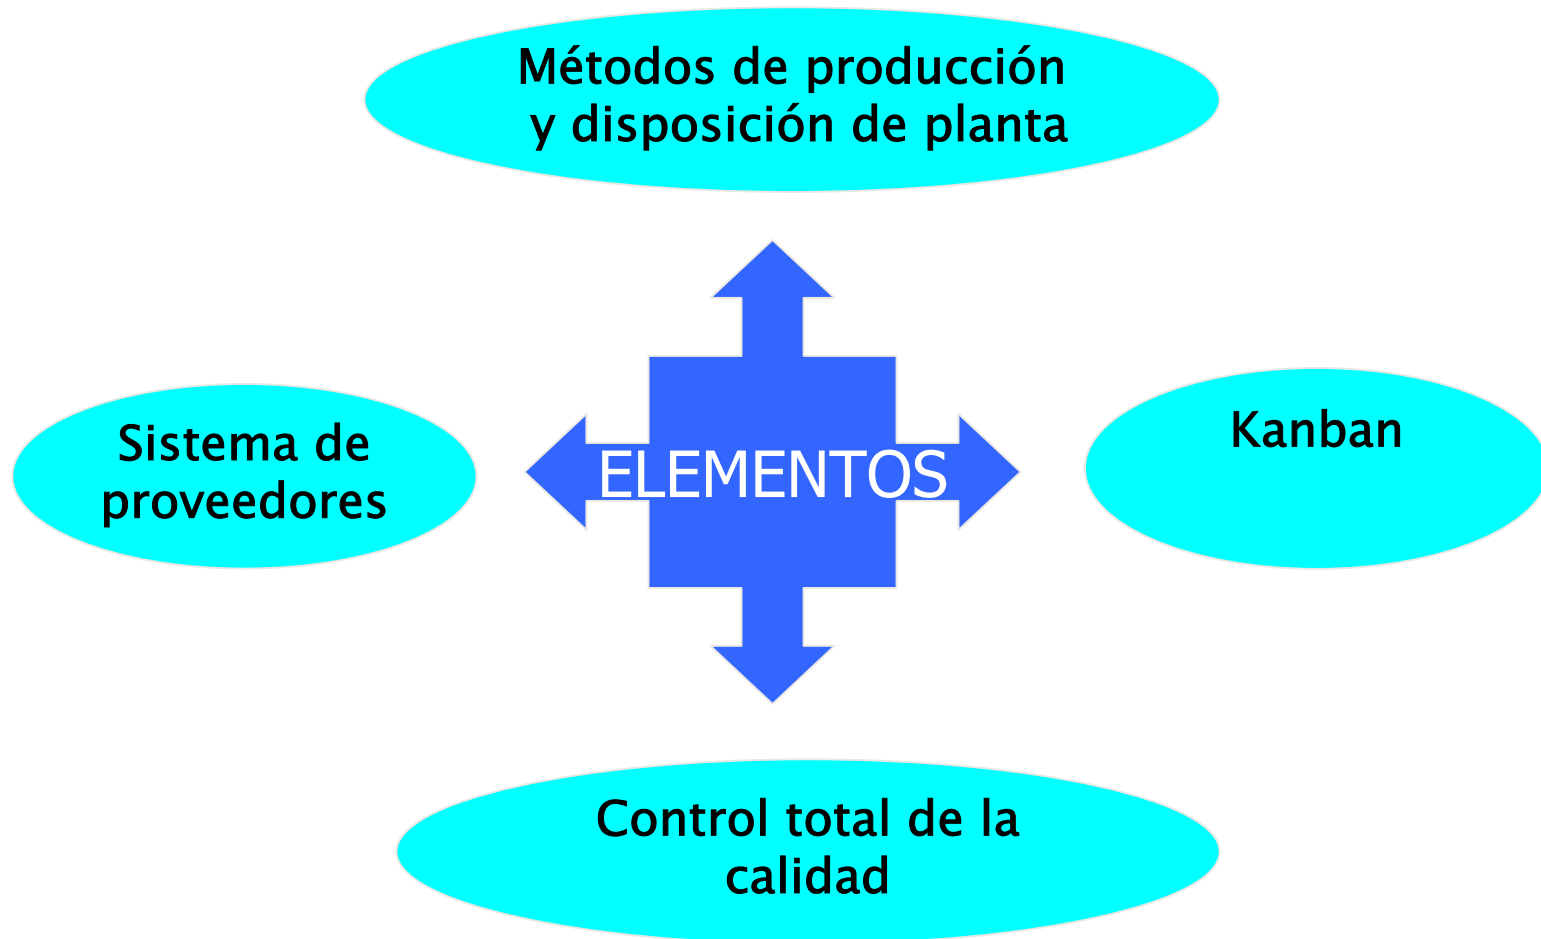 Métodos de producción
y disposición de planta
Sistema de
proveedores
ELEMENTOS
Kanban
Control total de la
calidad